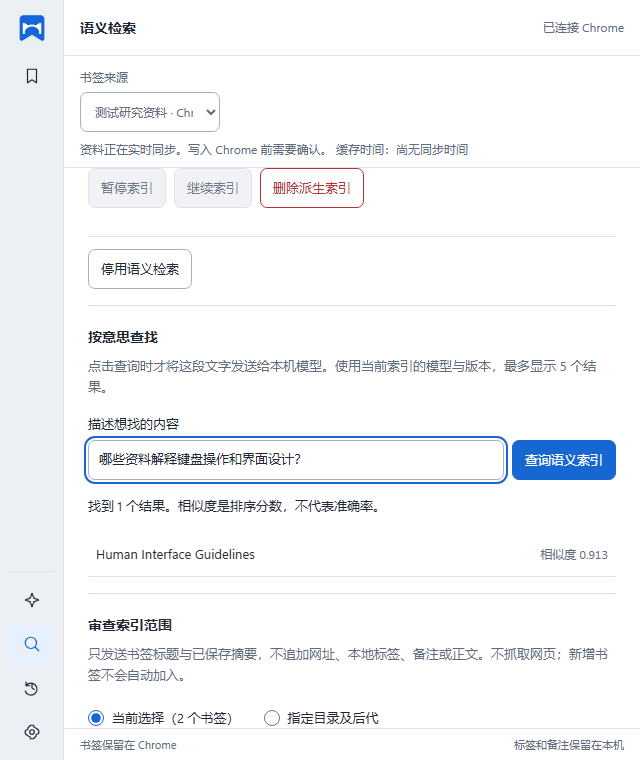 语义检索
已连接 Chrome
书签来源
测试研究资料 · Chr
资料正在实时同步。写入 Chrome 前需要确认。 缓存时间：尚无同步时间
暂停索引
继续索引
删除派生索引
停用语义检索
按意思查找
点击查询时才将这段文字发送给本机模型。使用当前索引的模型与版本，最多显示 5 个结
果。
描述想找的内容
哪些资料解释键盘操作和界面设计？
查询语义索引
找到 1 个结果。相似度是排序分数，不代表准确率。
Human Interface Guidelines
相似度 0.913
审查索引范围
只发送书签标题与已保存摘要，不追加网址、本地标签、备注或正文。不抓取网页；新增书
签不会自动加入。
当前选择（2 个书签）
指定目录及后代
书签保留在 Chrome
标签和备注保留在本机